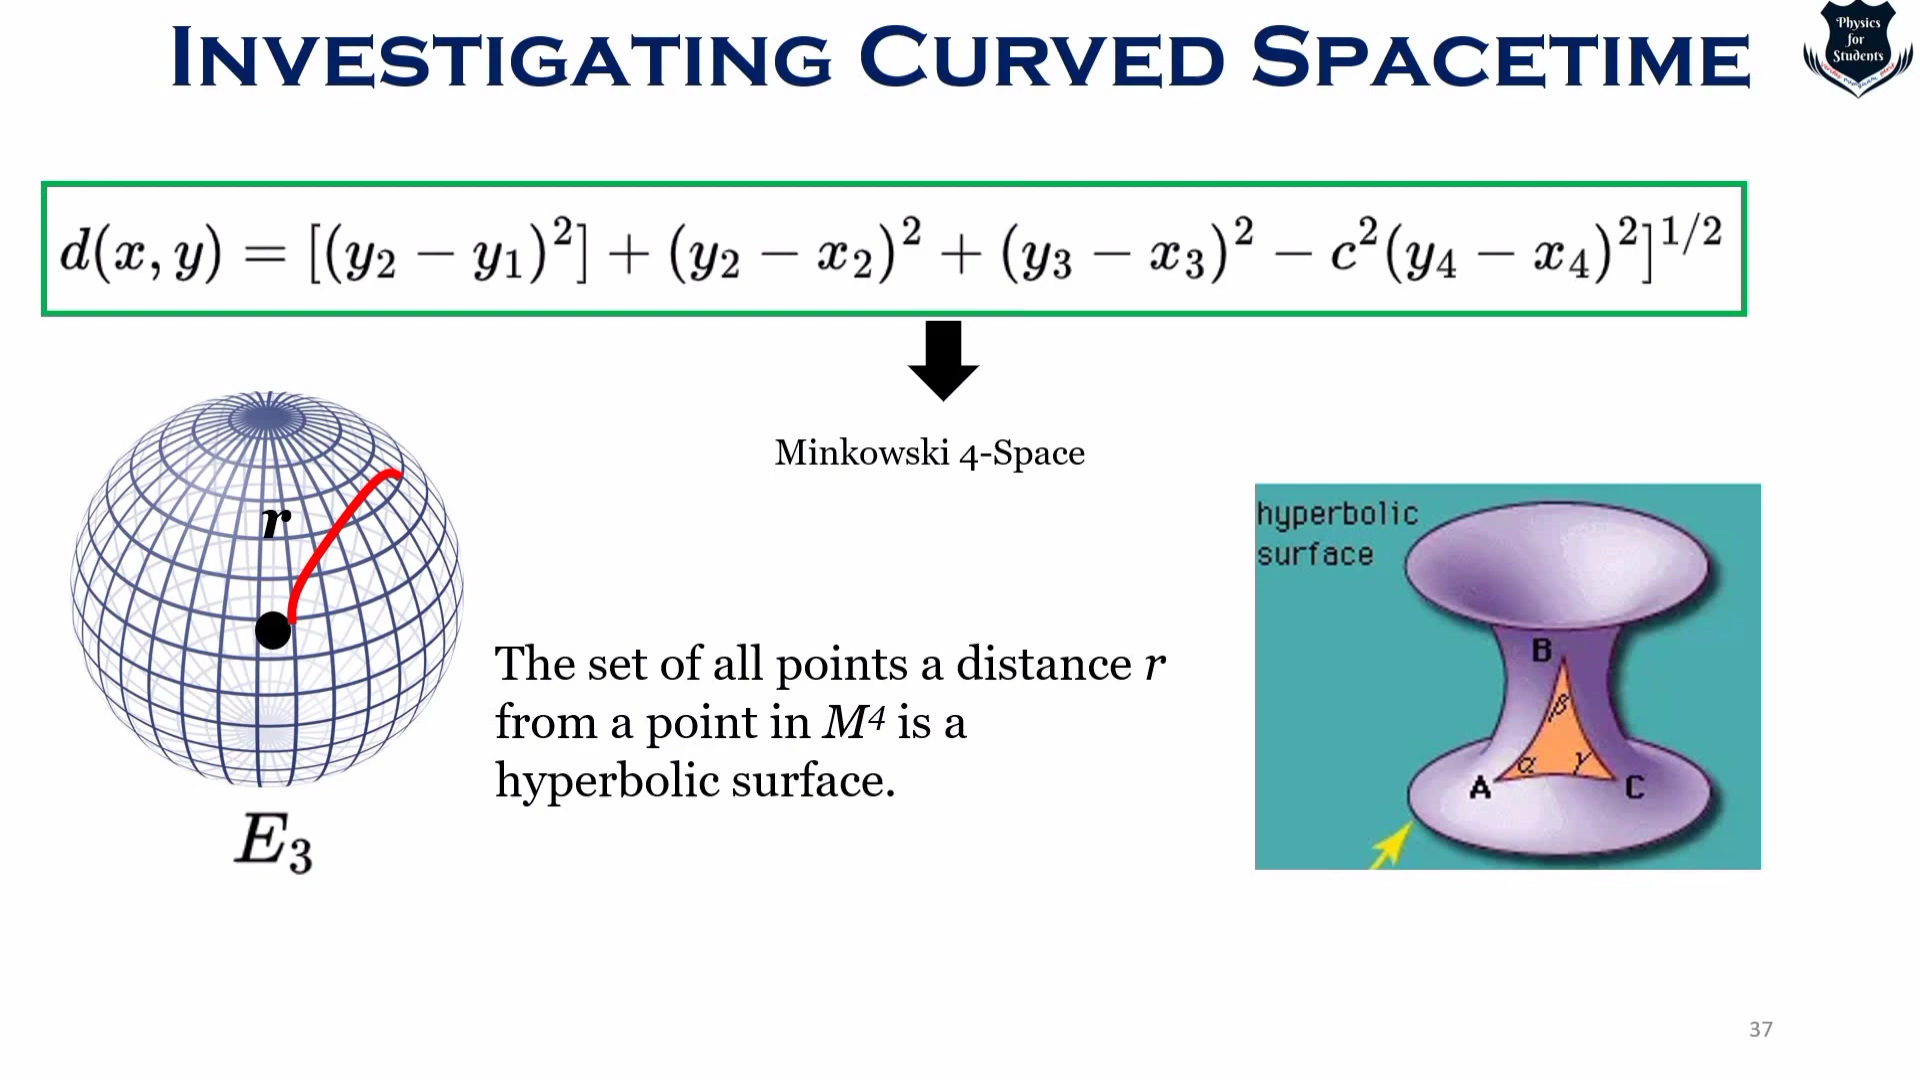 INVESTIGATING CURVED SPACETIME
Physics
for
Students
d(x, y) = [(y₂ − y₁)²] + (y₂ − x₂)² + (y₃ − x₃)² − c²(y₄ − x₄)²]^1/2
Minkowski 4-Space
r
The set of all points a distance r
from a point in M⁴ is a
hyperbolic surface.
E₃
hyperbolic
surface
B
β
α
γ
A
C
37